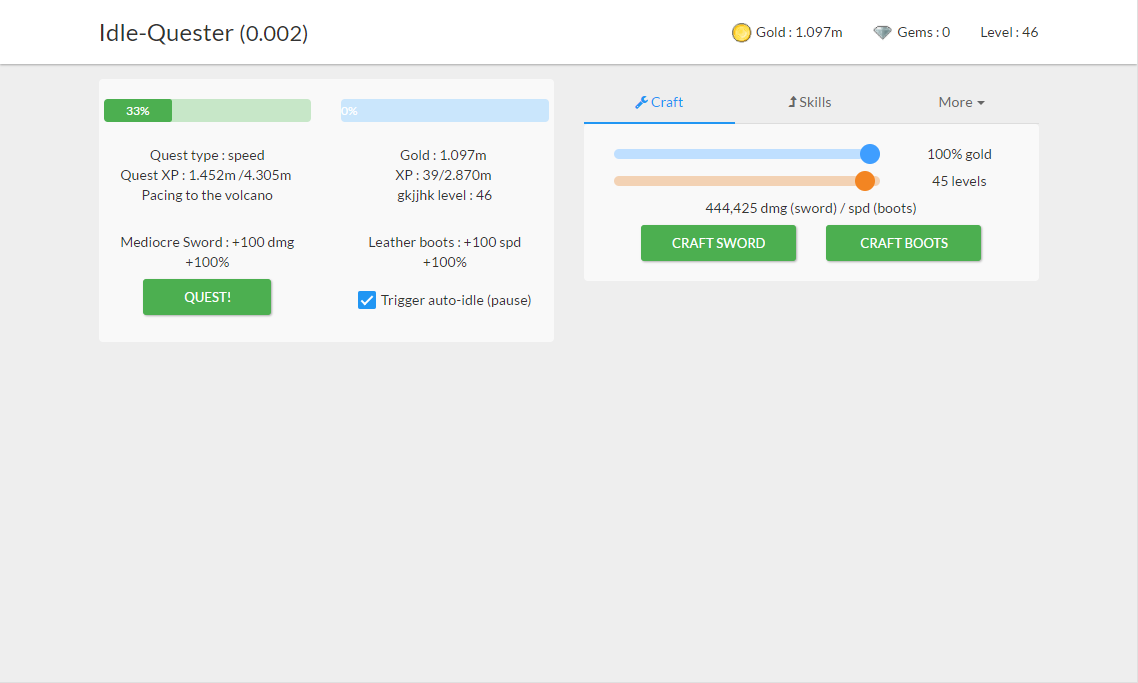 Idle-Quester (0.002)
Gold : 1.097m
Gems : 0
Level : 46
33%
0%
Quest type : speed
Quest XP : 1.452m /4.305m
Pacing to the volcano
Gold : 1.097m
XP : 39/2.870m
gkjjhk level : 46
Mediocre Sword : +100 dmg
+100%
QUEST!
Leather boots : +100 spd
+100%
Trigger auto-idle (pause)
Craft
Skills
More
100% gold
45 levels
444,425 dmg (sword) / spd (boots)
CRAFT SWORD
CRAFT BOOTS